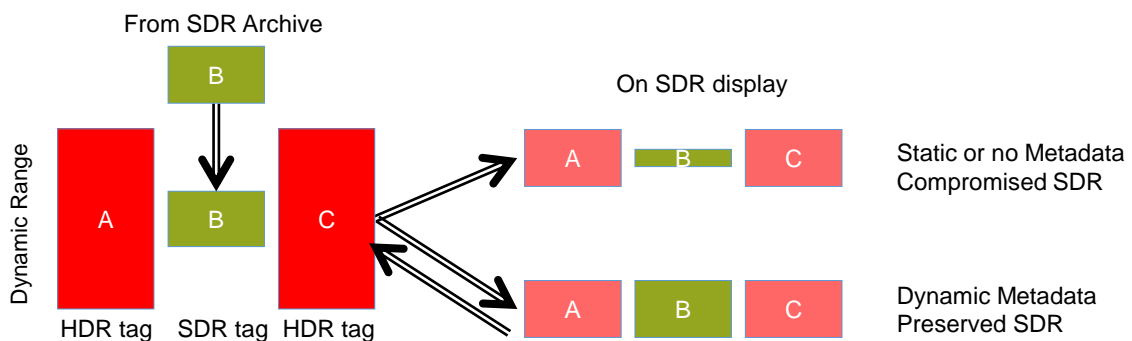 From SDR Archive
B
On SDR display
Dynamic Range
A
B
C
HDR tag
SDR tag
HDR tag
A
B
C
Static or no Metadata
Compromised SDR
A
B
C
Dynamic Metadata
Preserved SDR